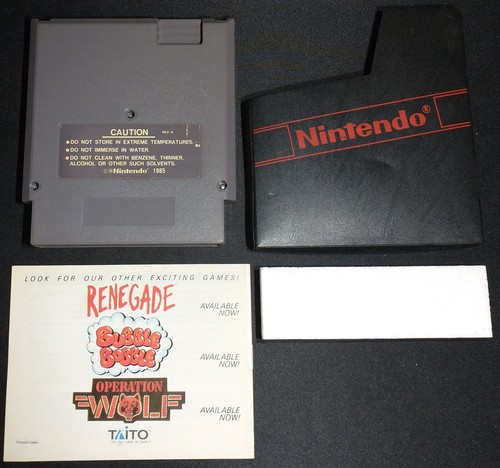 CAUTION
REV-A
● DO NOT STORE IN EXTREME TEMPERATURES.
● DO NOT IMMERSE IN WATER.
● DO NOT CLEAN WITH BENZENE, THINNER,
ALCOHOL OR OTHER SUCH SOLVENTS.
Nintendo® 1985
Nintendo®
LOOK FOR OUR OTHER EXCITING GAMES!
RENEGADE
AVAILABLE
NOW!
BUBBLE
BOBBLE
AVAILABLE
NOW!
OPERATION
WOLF
AVAILABLE
NOW!
TAITO